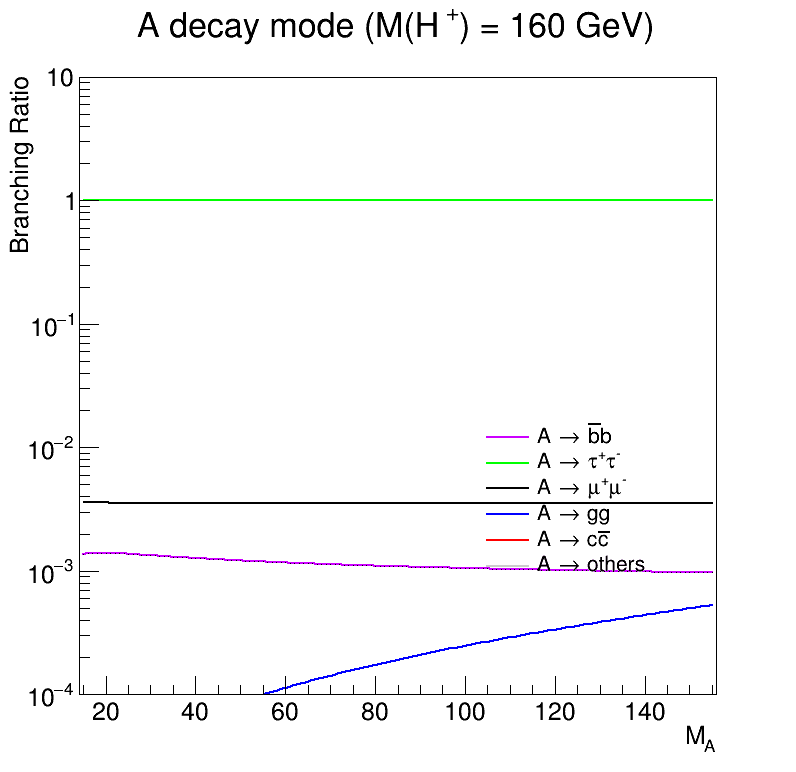 A decay mode (M(H⁺) = 160 GeV)
Branching Ratio
10
1
10⁻¹
10⁻²
10⁻³
10⁻⁴
A → b̅b
A → τ⁺τ⁻
A → μ⁺μ⁻
A → gg
A → cc̅
A → others
20 40 60 80 100 120 140
M_A